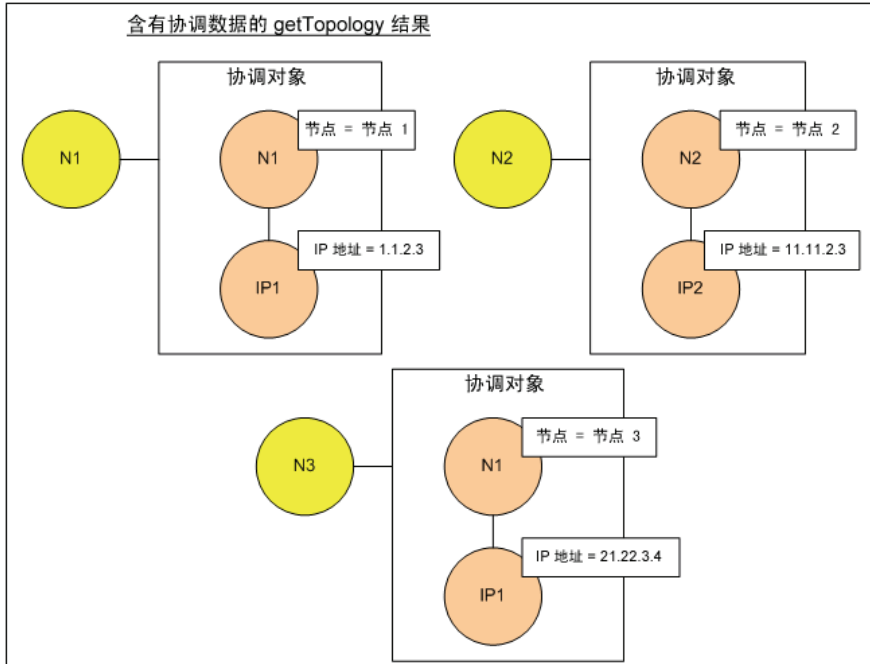 含有协调数据的 getTopology 结果
协调对象
N1
N1
节点 = 节点 1
IP 地址 = 1.1.2.3
IP1
协调对象
N2
N2
节点 = 节点 2
IP 地址 = 11.11.2.3
IP2
协调对象
N3
N1
节点 = 节点 3
IP 地址 = 21.22.3.4
IP1